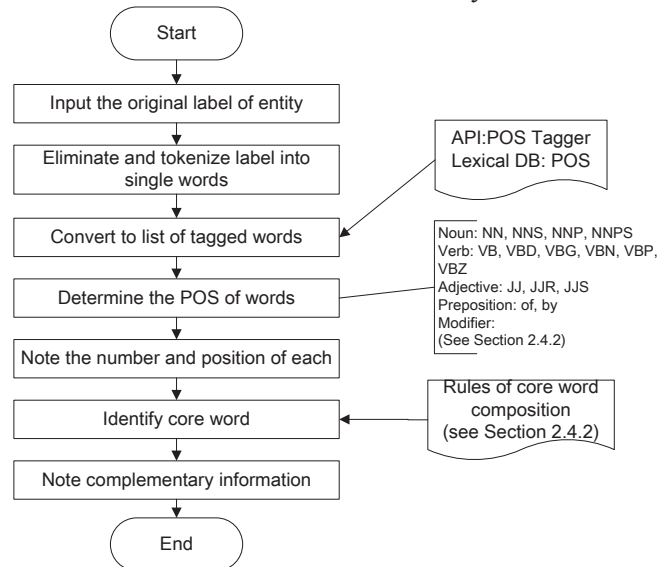 Start
Input the original label of entity
Eliminate and tokenize label into
single words
API:POS Tagger
Lexical DB: POS
Convert to list of tagged words
Determine the POS of words
Noun: NN, NNS, NNP, NNPS
Verb: VB, VBD, VBG, VBN, VBP,
VBZ
Adjective: JJ, JJR, JJS
Preposition: of, by
Modifier:
(See Section 2.4.2)
Note the number and position of each
Identify core word
Rules of core word
composition
(see Section 2.4.2)
Note complementary information
End